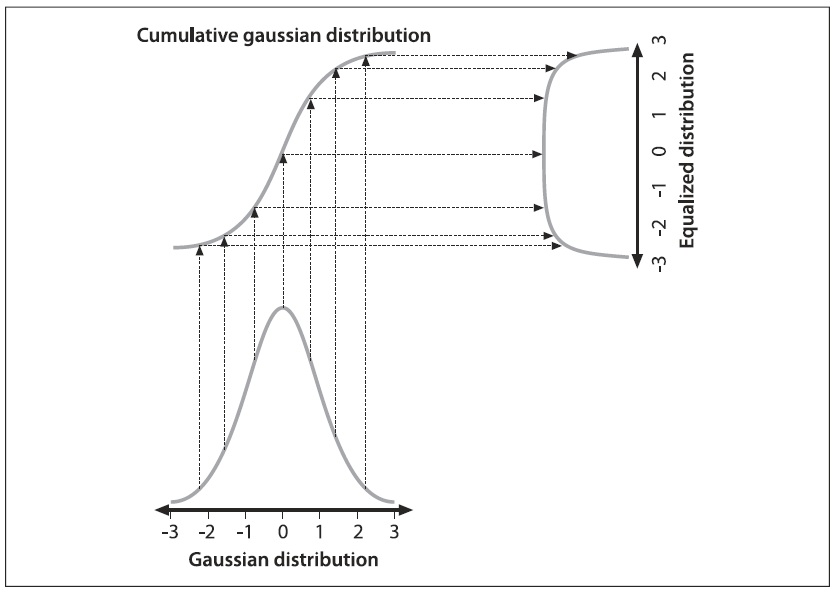 Cumulative gaussian distribution
3
2
1
0
-1
-2
-3
Equalized distribution
-3 -2 -1 0 1 2 3
Gaussian distribution